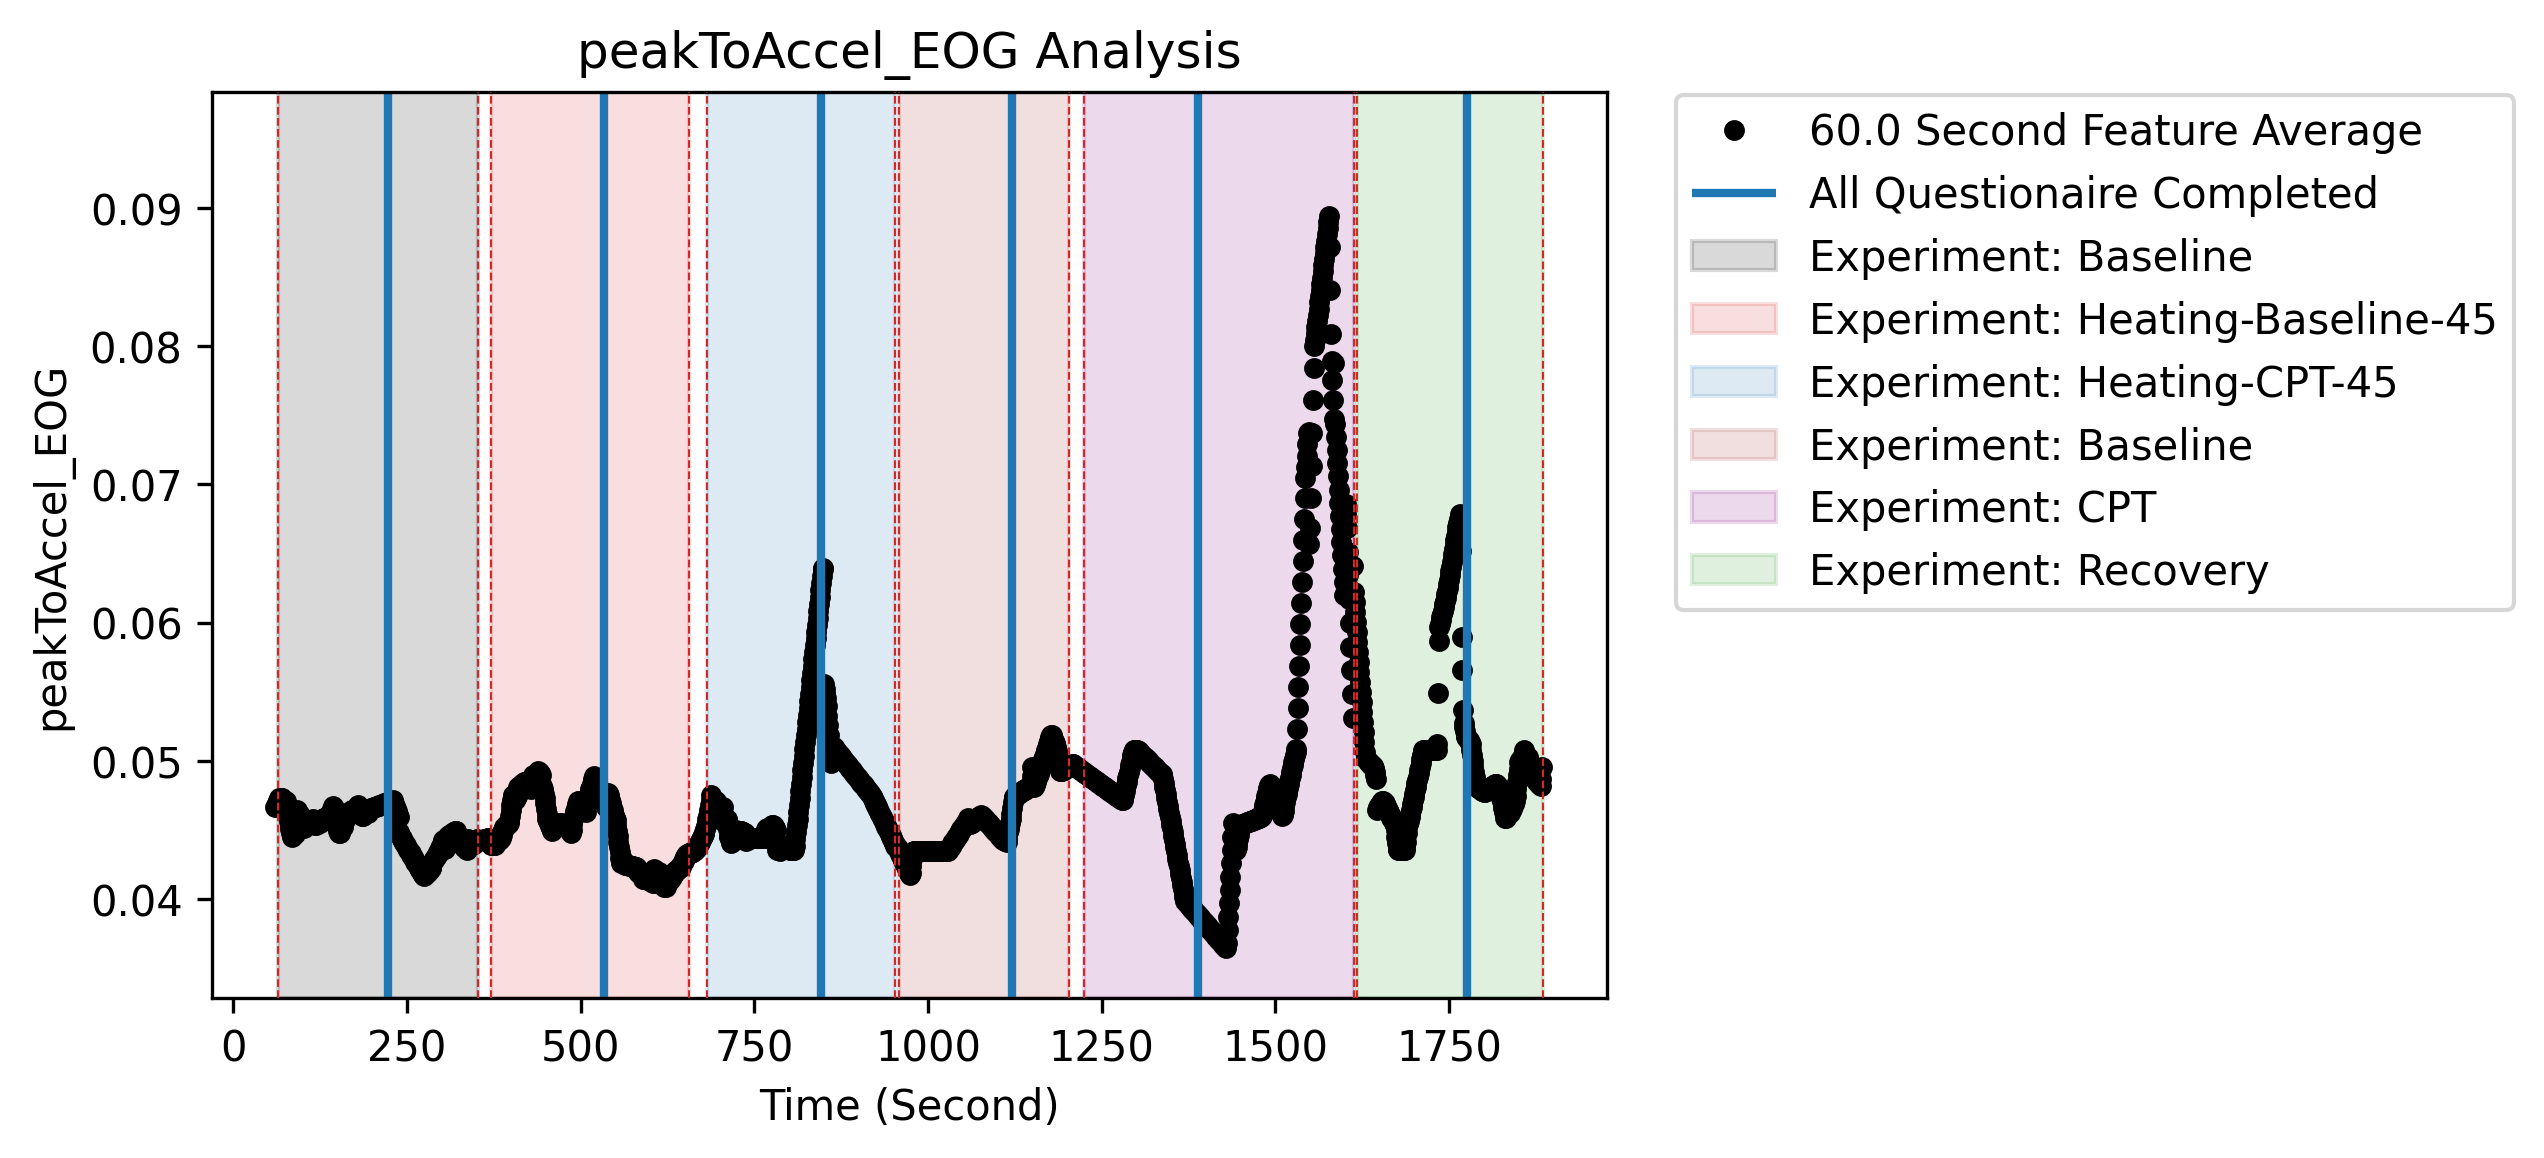 peakToAccel_EOG Analysis
peakToAccel_EOG
0.09
0.08
0.07
0.06
0.05
0.04
0 250 500 750 1000 1250 1500 1750
Time (Second)
60.0 Second Feature Average
All Questionaire Completed
Experiment: Baseline
Experiment: Heating-Baseline-45
Experiment: Heating-CPT-45
Experiment: Baseline
Experiment: CPT
Experiment: Recovery